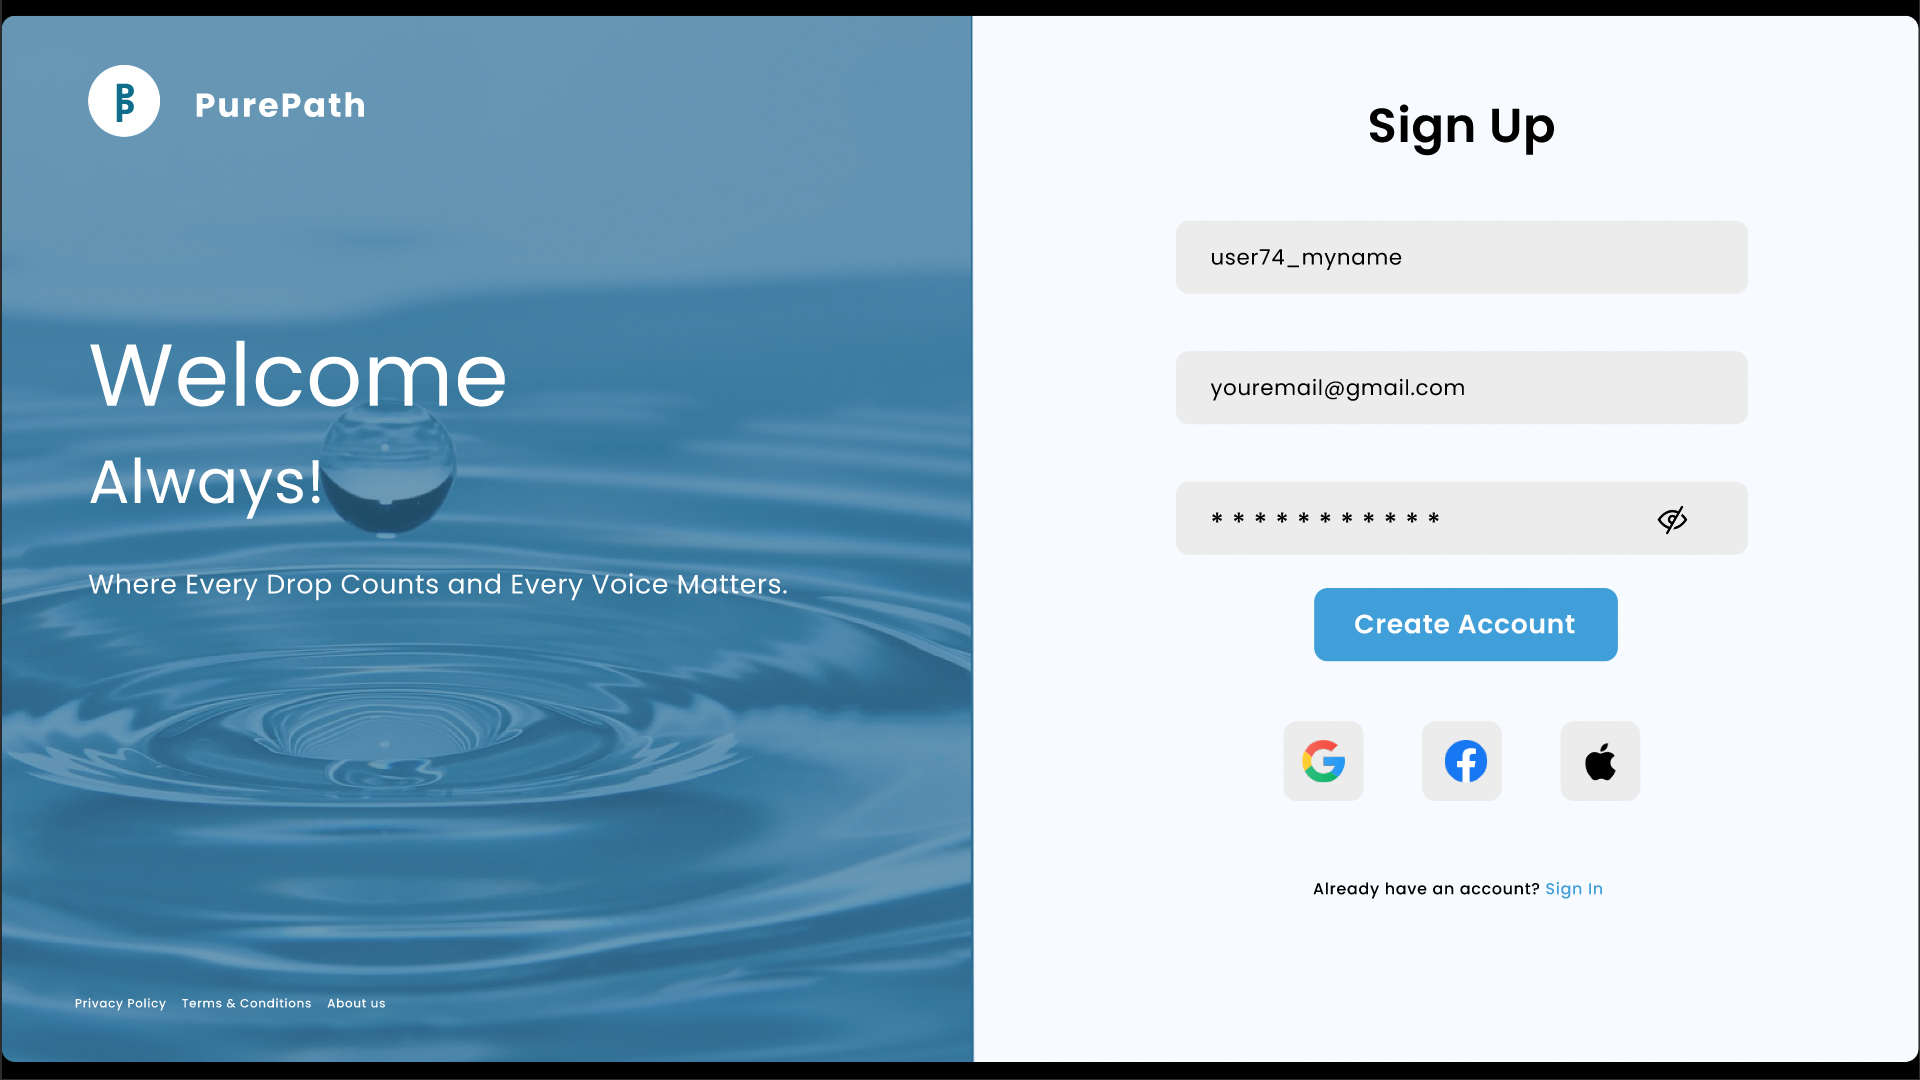 PurePath
Welcome
Always!
Where Every Drop Counts and Every Voice Matters.
Privacy Policy Terms & Conditions About us
Sign Up
user74_myname
youremail@gmail.com
* * * * * * * * * * *
Create Account
Already have an account? Sign In